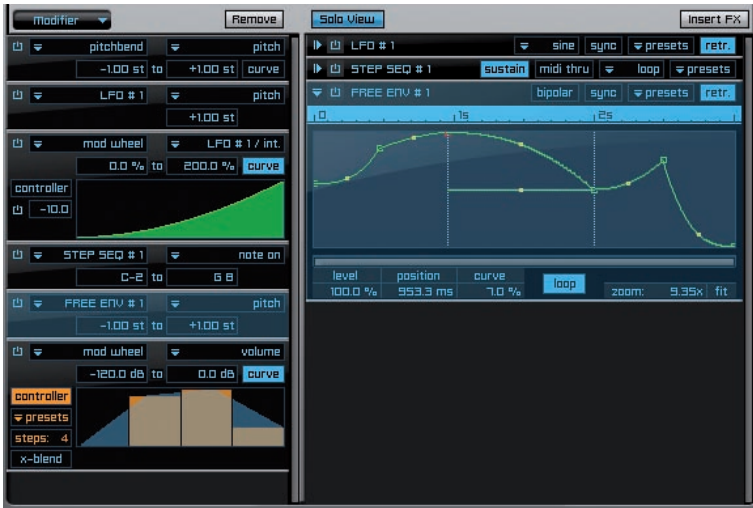 Modifier Remove
pitchbend pitch
-1.00 st to +1.00 st curve
LFO # 1 pitch
+1.00 st
mod wheel LFO # 1 / int.
0.0 % to 200.0 % curve
controller
-10.0
STEP SEQ # 1 note on
C-2 to G 8
FREE ENV # 1 pitch
-1.00 st to +1.00 st
mod wheel volume
-120.0 dB to 0.0 dB curve
controller
presets
steps: 4
x-blend
Solo View Insert FX
LFO # 1 sine sync presets retr.
STEP SEQ # 1 sustain midi thru loop presets
FREE ENV # 1 bipolar sync presets retr.
0 1s 2s
level position curve
100.0 % 553.3 ms 7.0 % loop zoom: 5.35x fit